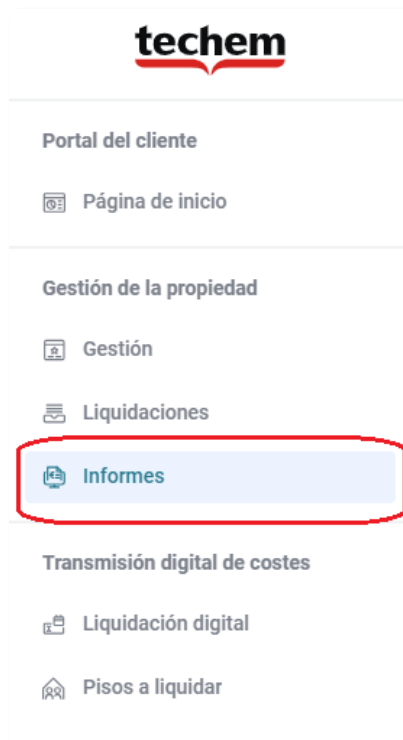 techem
Portal del cliente
Página de inicio
Gestión de la propiedad
Gestión
Liquidaciones
Informes
Transmisión digital de costes
Liquidación digital
Pisos a liquidar